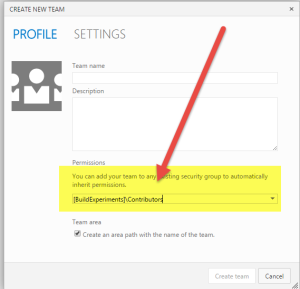 CREATE NEW TEAM
PROFILE SETTINGS
Team name
Description
Permissions
You can add your team to any existing security group to automatically
inherit permissions.
[BuildExperiments]\Contributors
Team area
Create an area path with the name of the team.
Create team Cancel